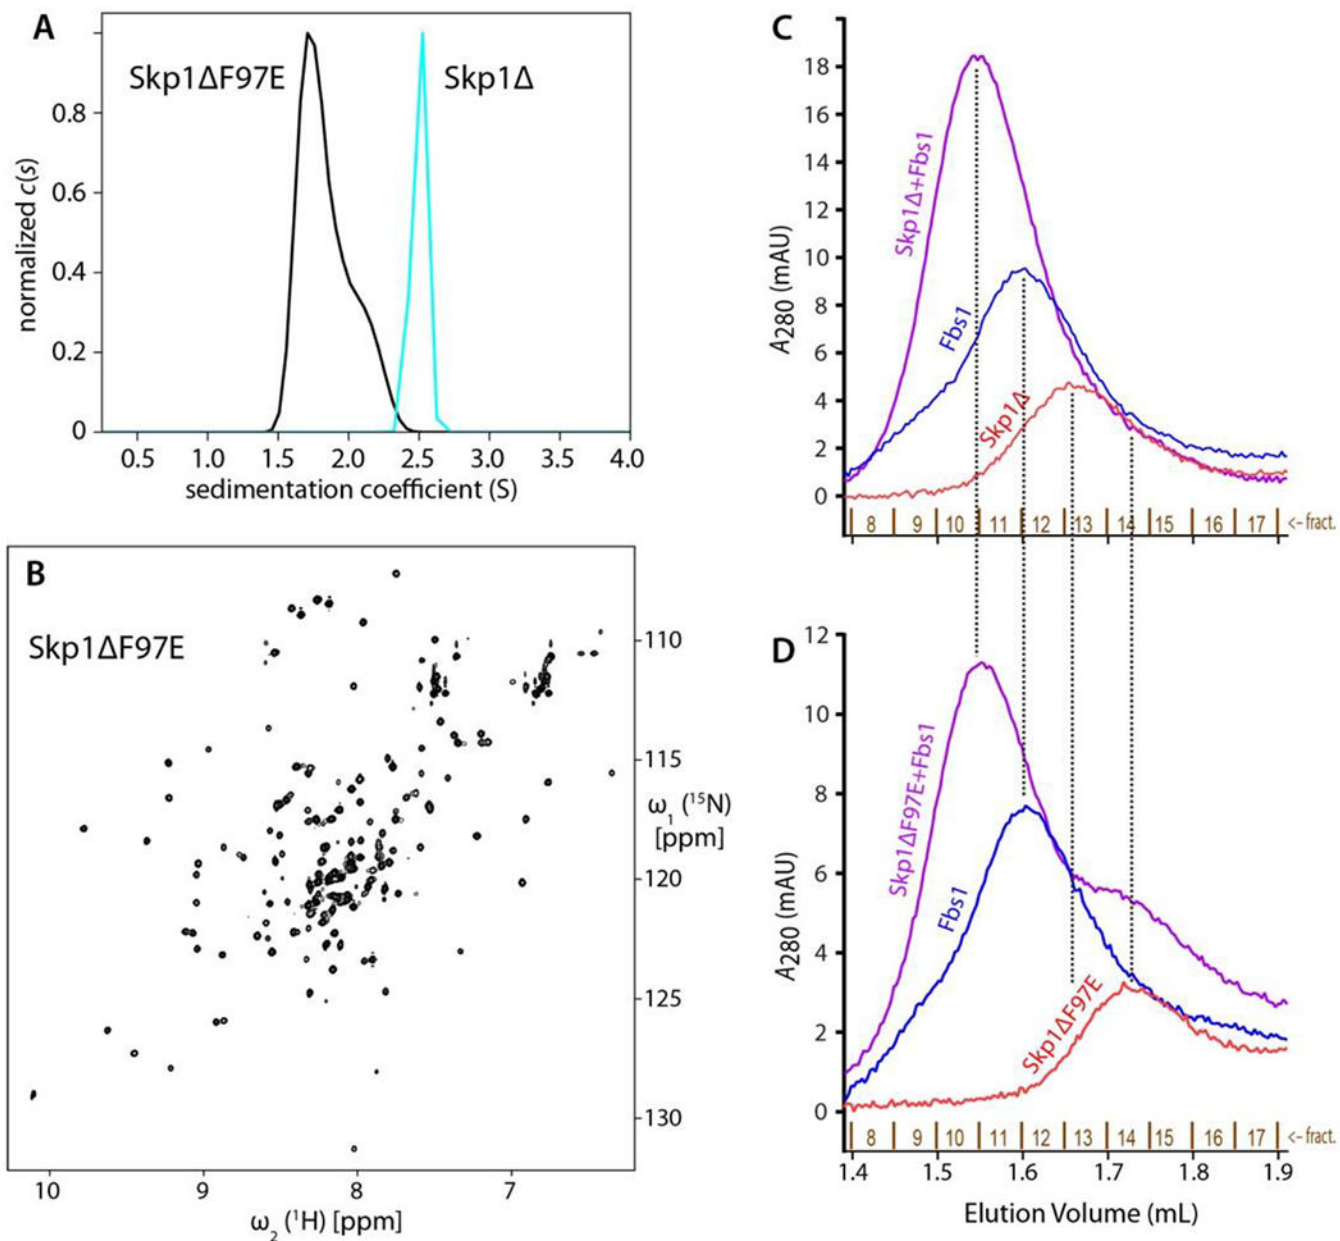 A
Skp1ΔF97E
Skp1Δ
normalized c(s)
0.8
0.6
0.4
0.2
0
0.5 1.0 1.5 2.0 2.5 3.0 3.5 4.0
sedimentation coefficient (S)
B
Skp1ΔF97E
110
115
ω1 (15N)
[ppm]
120
125
130
10 9 8 7
ω2 (1H) [ppm]
C
A280 (mAU)
18
16
14
12
10
8
6
4
2
0
Skp1Δ+Fbs1
Fbs1
Skp1Δ
8 9 10 11 12 13 14 15 16 17 <- fract.
D
A280 (mAU)
12
10
8
6
4
2
0
Skp1ΔF97E+Fbs1
Fbs1
Skp1ΔF97E
8 9 10 11 12 13 14 15 16 17 <- fract.
1.4 1.5 1.6 1.7 1.8 1.9
Elution Volume (mL)